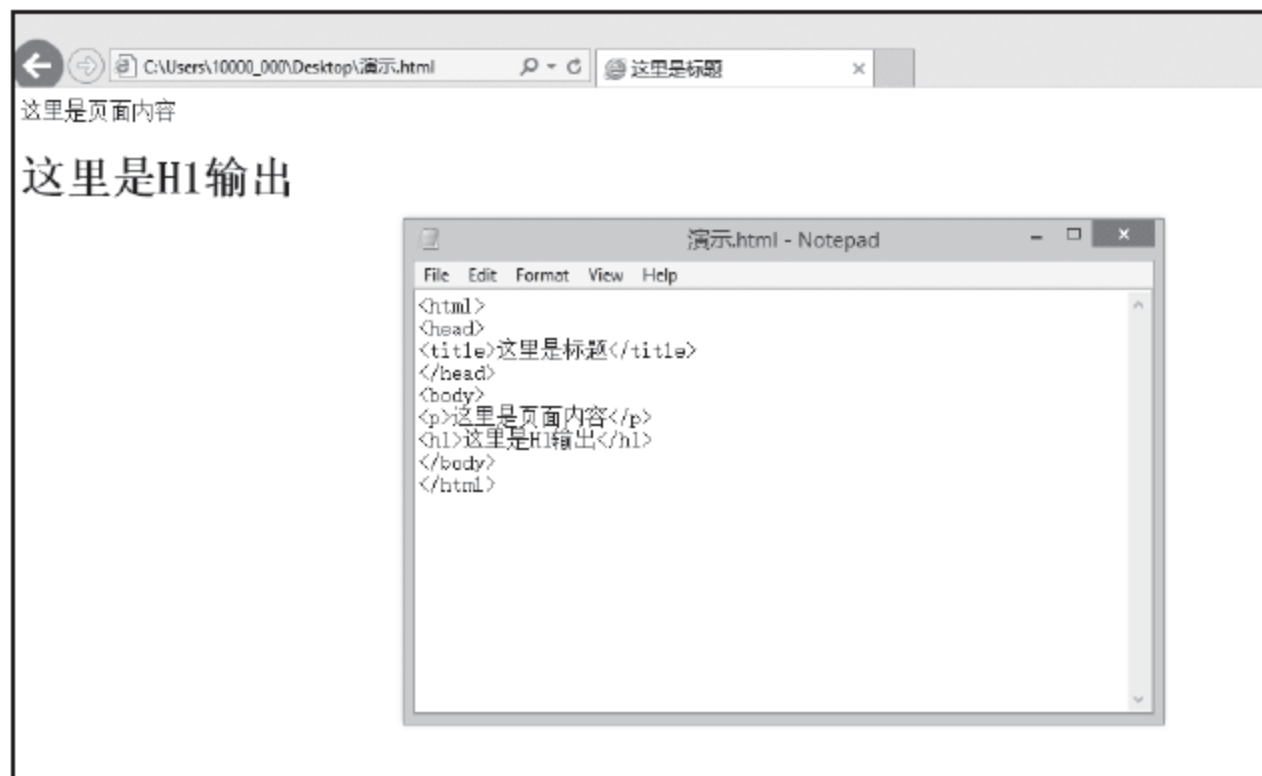 C:\Users\10000_000\Desktop\演示.html
这里是标题
这里是页面内容
这里是H1输出
演示.html - Notepad
File Edit Format View Help
<html>
<head>
<title>这里是标题</title>
</head>
<body>
<p>这里是页面内容</p>
<h1>这里是H1输出</h1>
</body>
</html>